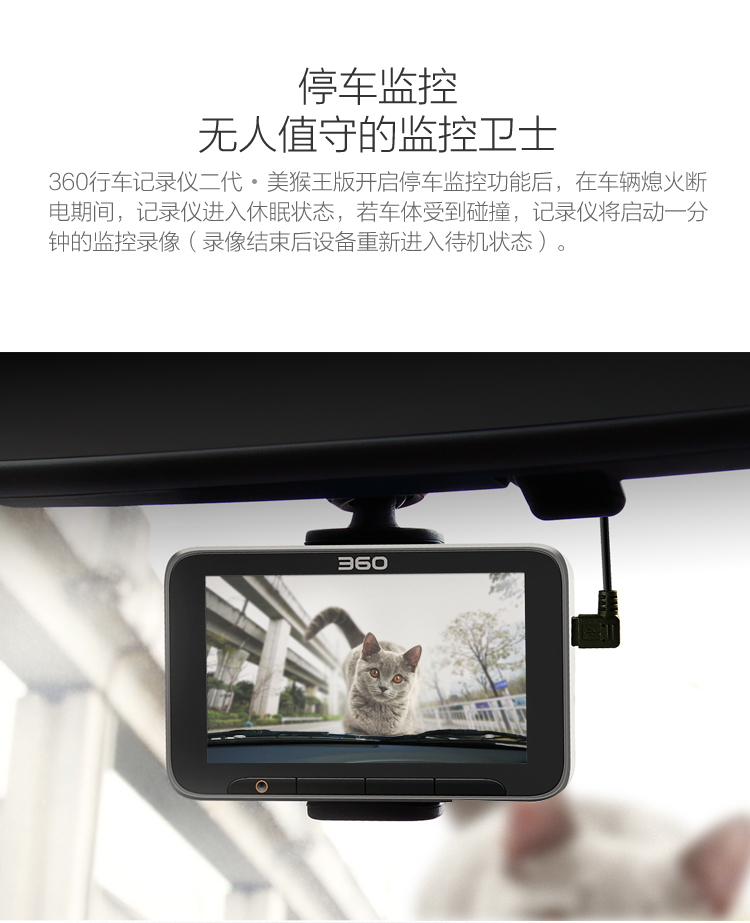 停车监控
无人值守的监控卫士
360行车记录仪二代·美猴王版开启停车监控功能后，在车辆熄火断
电期间，记录仪进入休眠状态，若车体受到碰撞，记录仪将启动一分
钟的监控录像（录像结束后设备重新进入待机状态）。
360